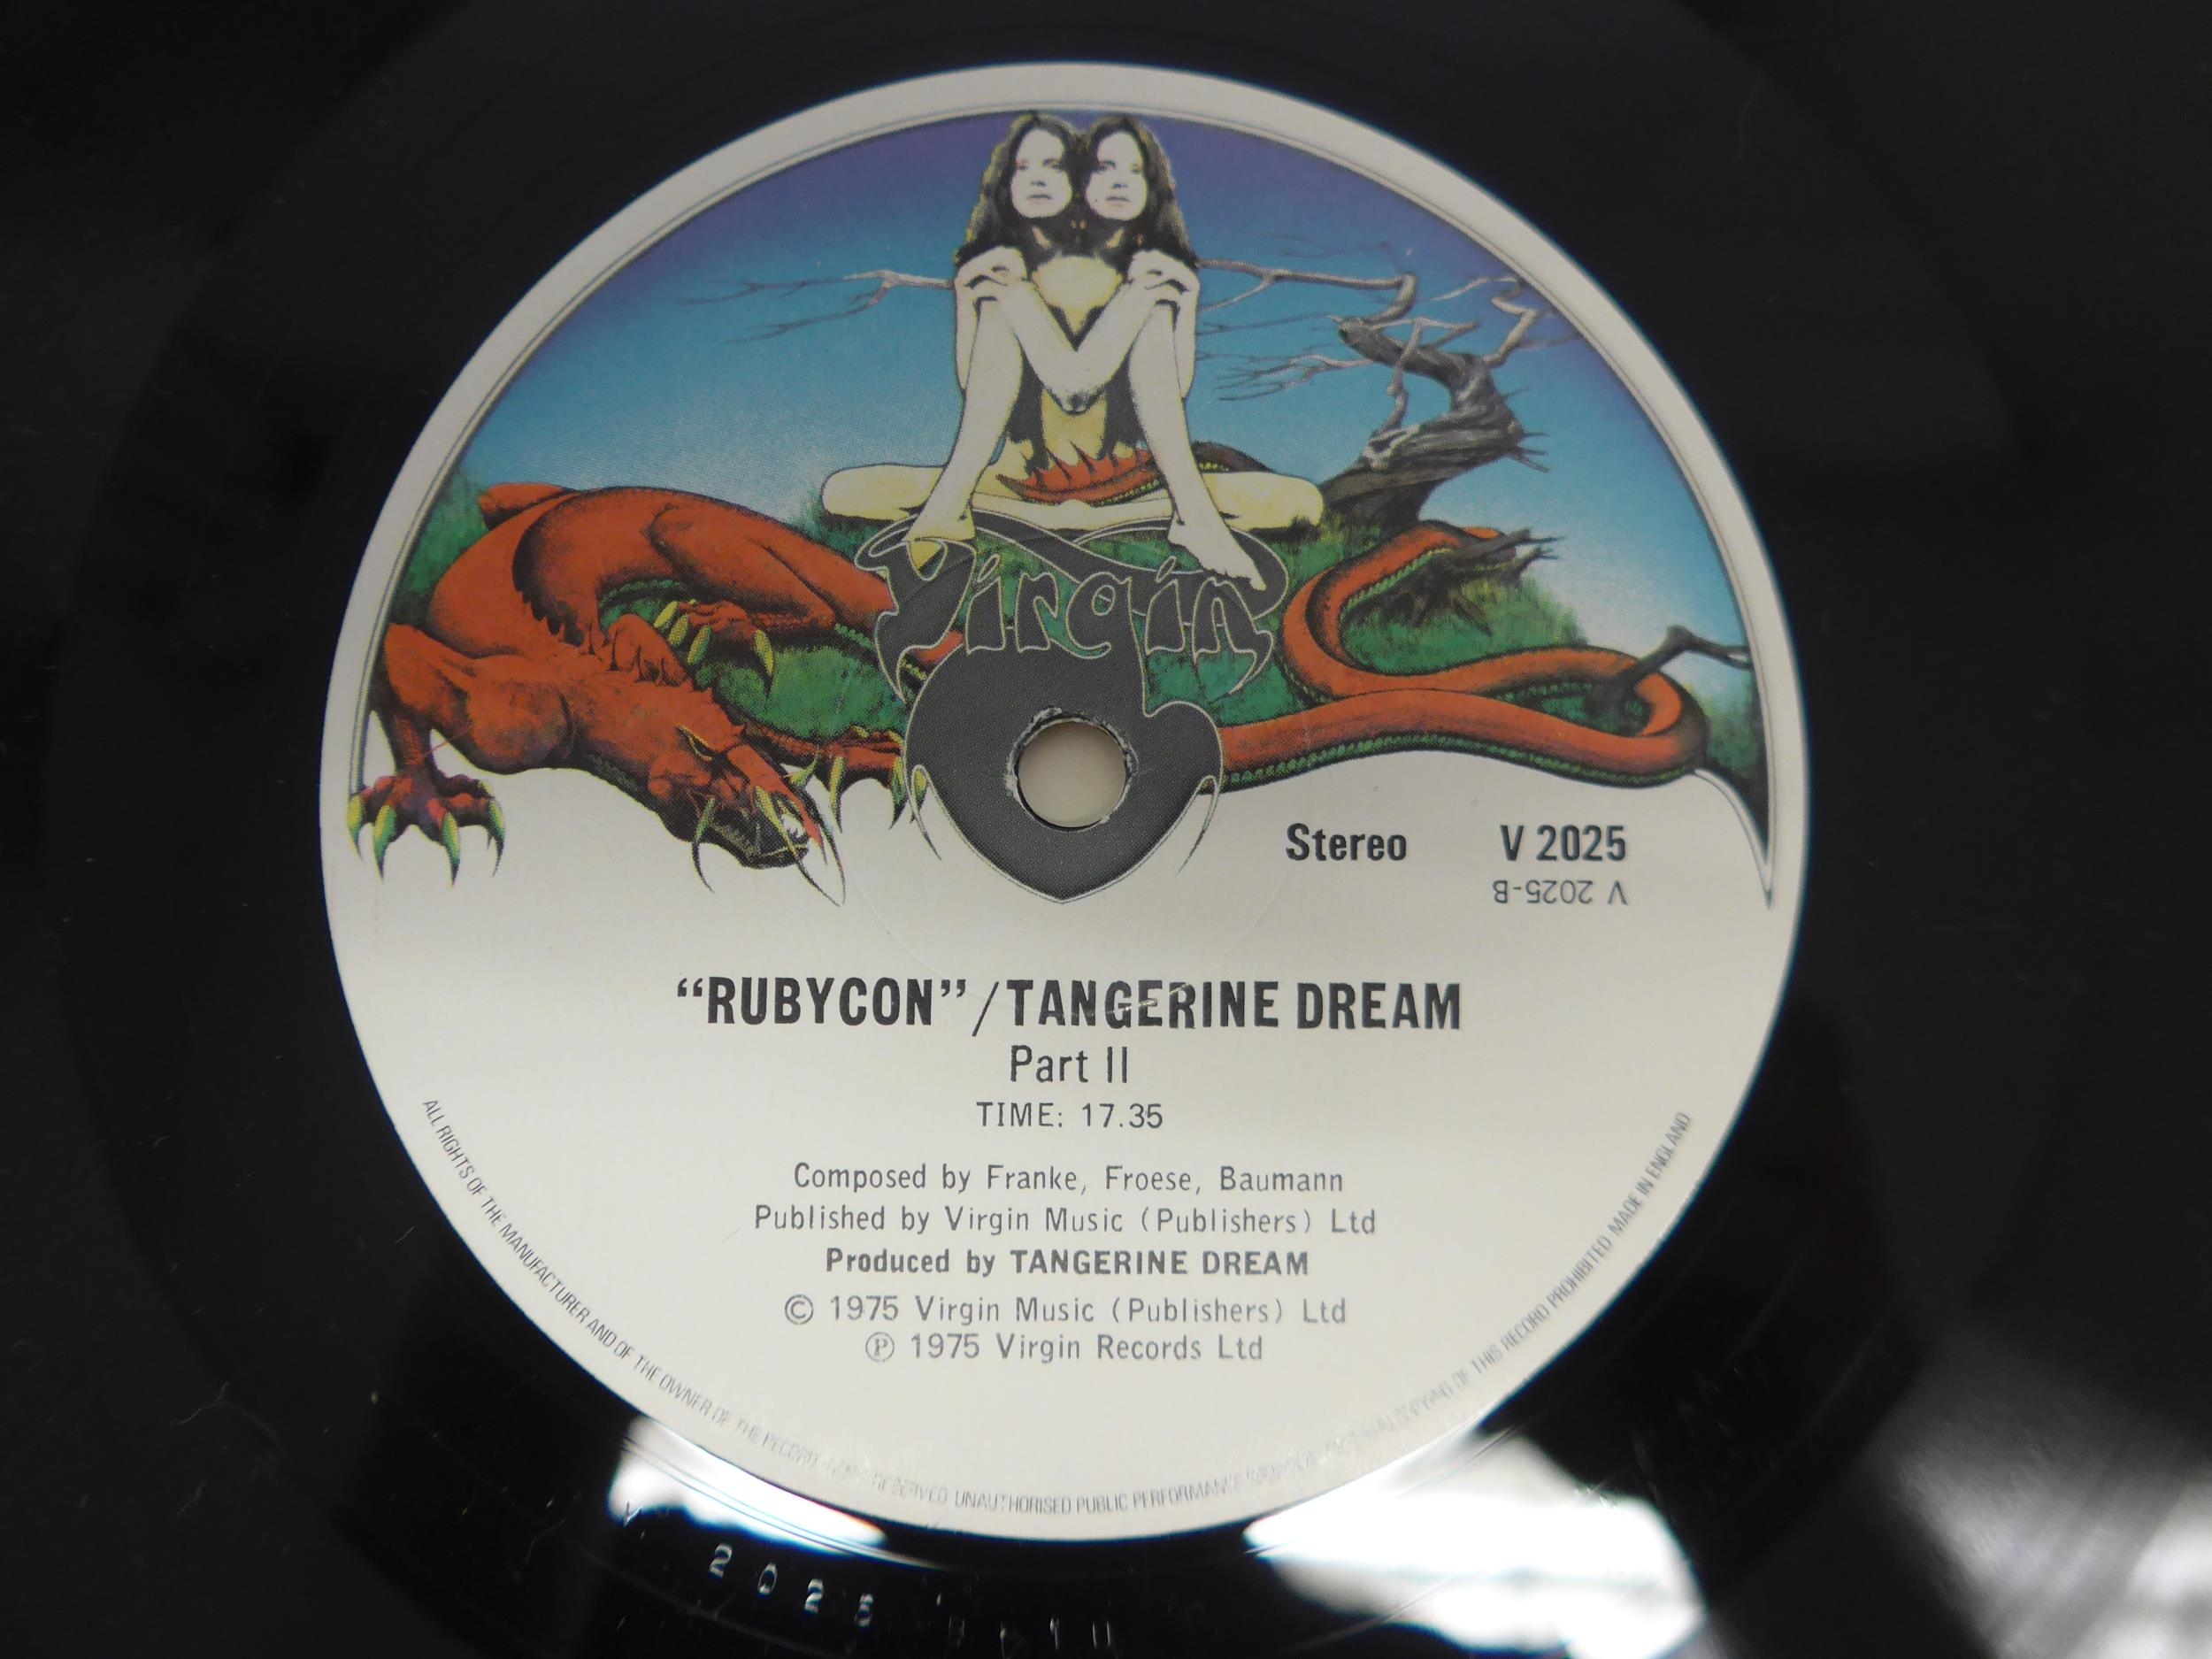 Virgin
Stereo V 2025
V 2025-B
"RUBYCON"/TANGERINE DREAM
Part II
TIME: 17.35
Composed by Franke, Froese, Baumann
Published by Virgin Music (Publishers) Ltd
Produced by TANGERINE DREAM
© 1975 Virgin Music (Publishers) Ltd
℗ 1975 Virgin Records Ltd
ALL RIGHTS OF THE MANUFACTURER AND OF THE OWNER OF THE RECORD RESERVED UNAUTHORISED PUBLIC PERFORMANCE COPYING OF THIS RECORD PROHIBITED MADE IN ENGLAND
2025